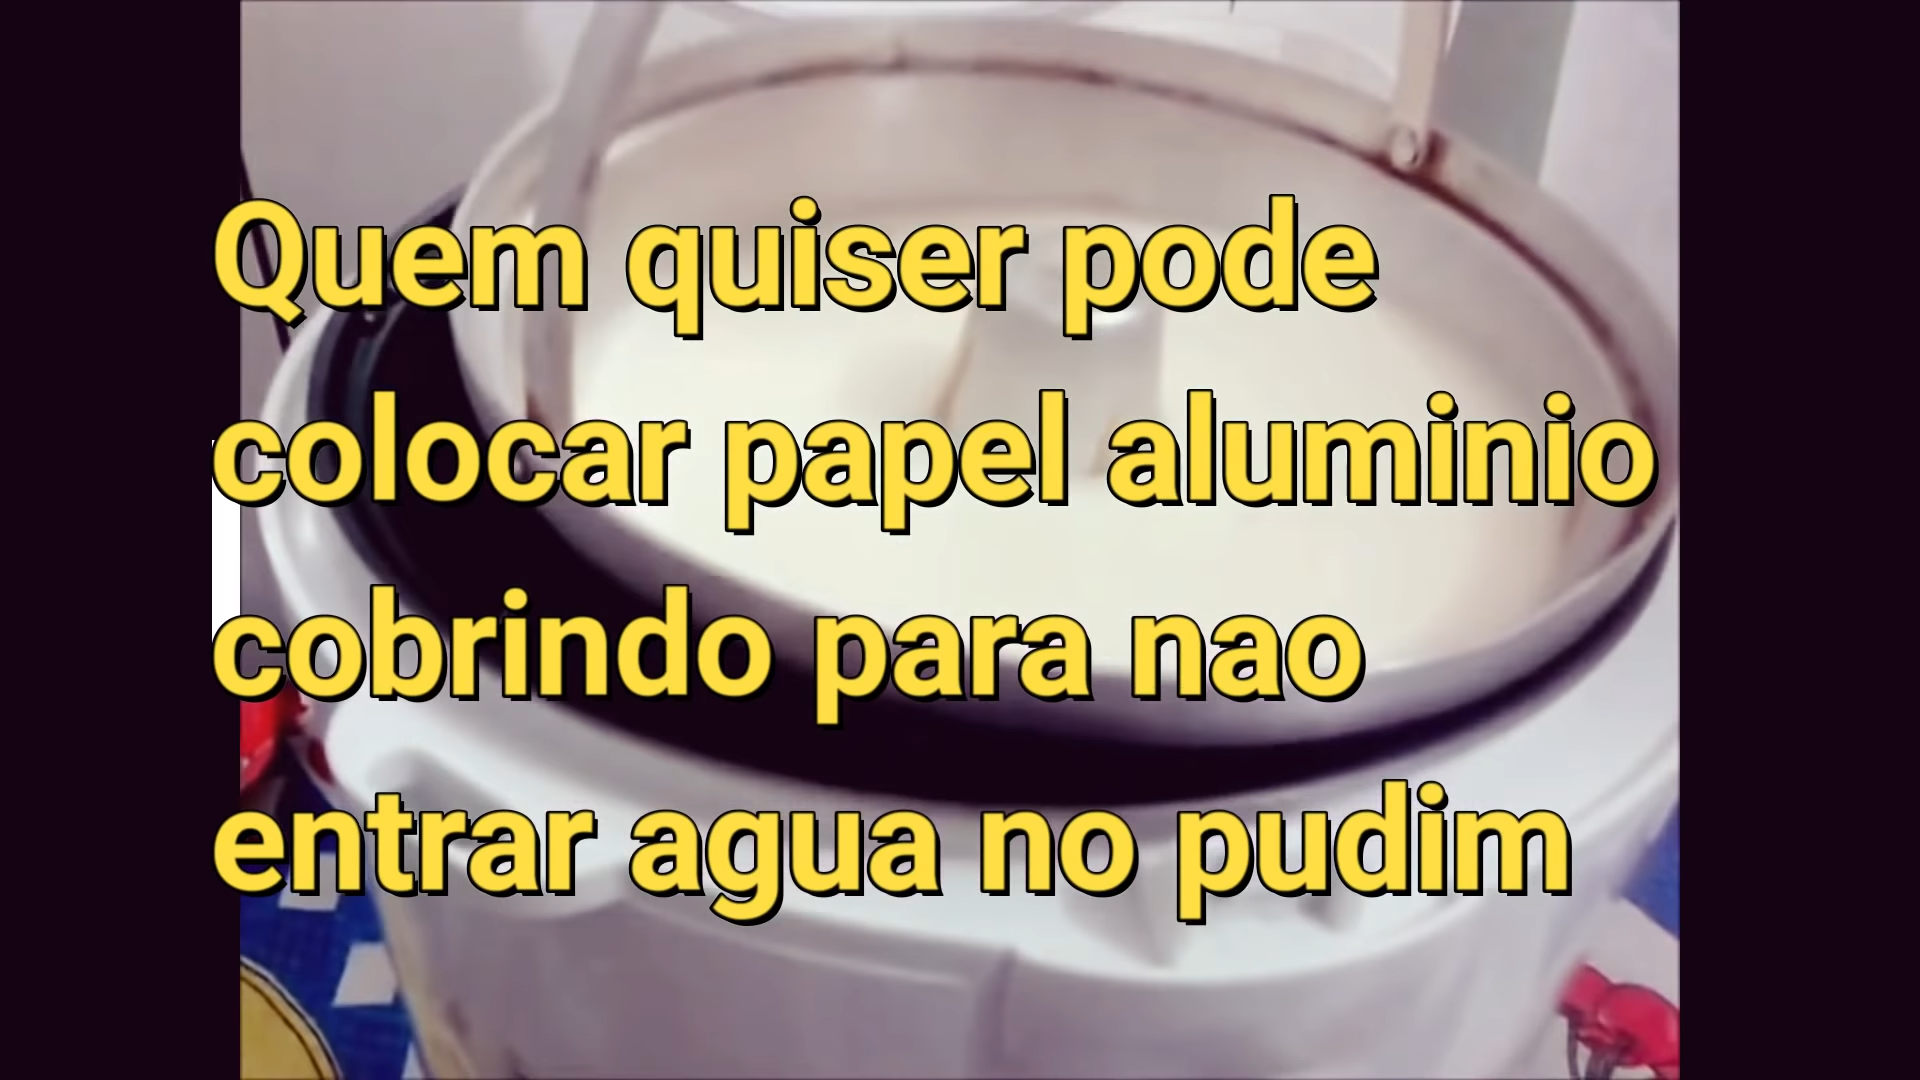 Quem quiser pode
colocar papel aluminio
cobrindo para nao
entrar agua no pudim